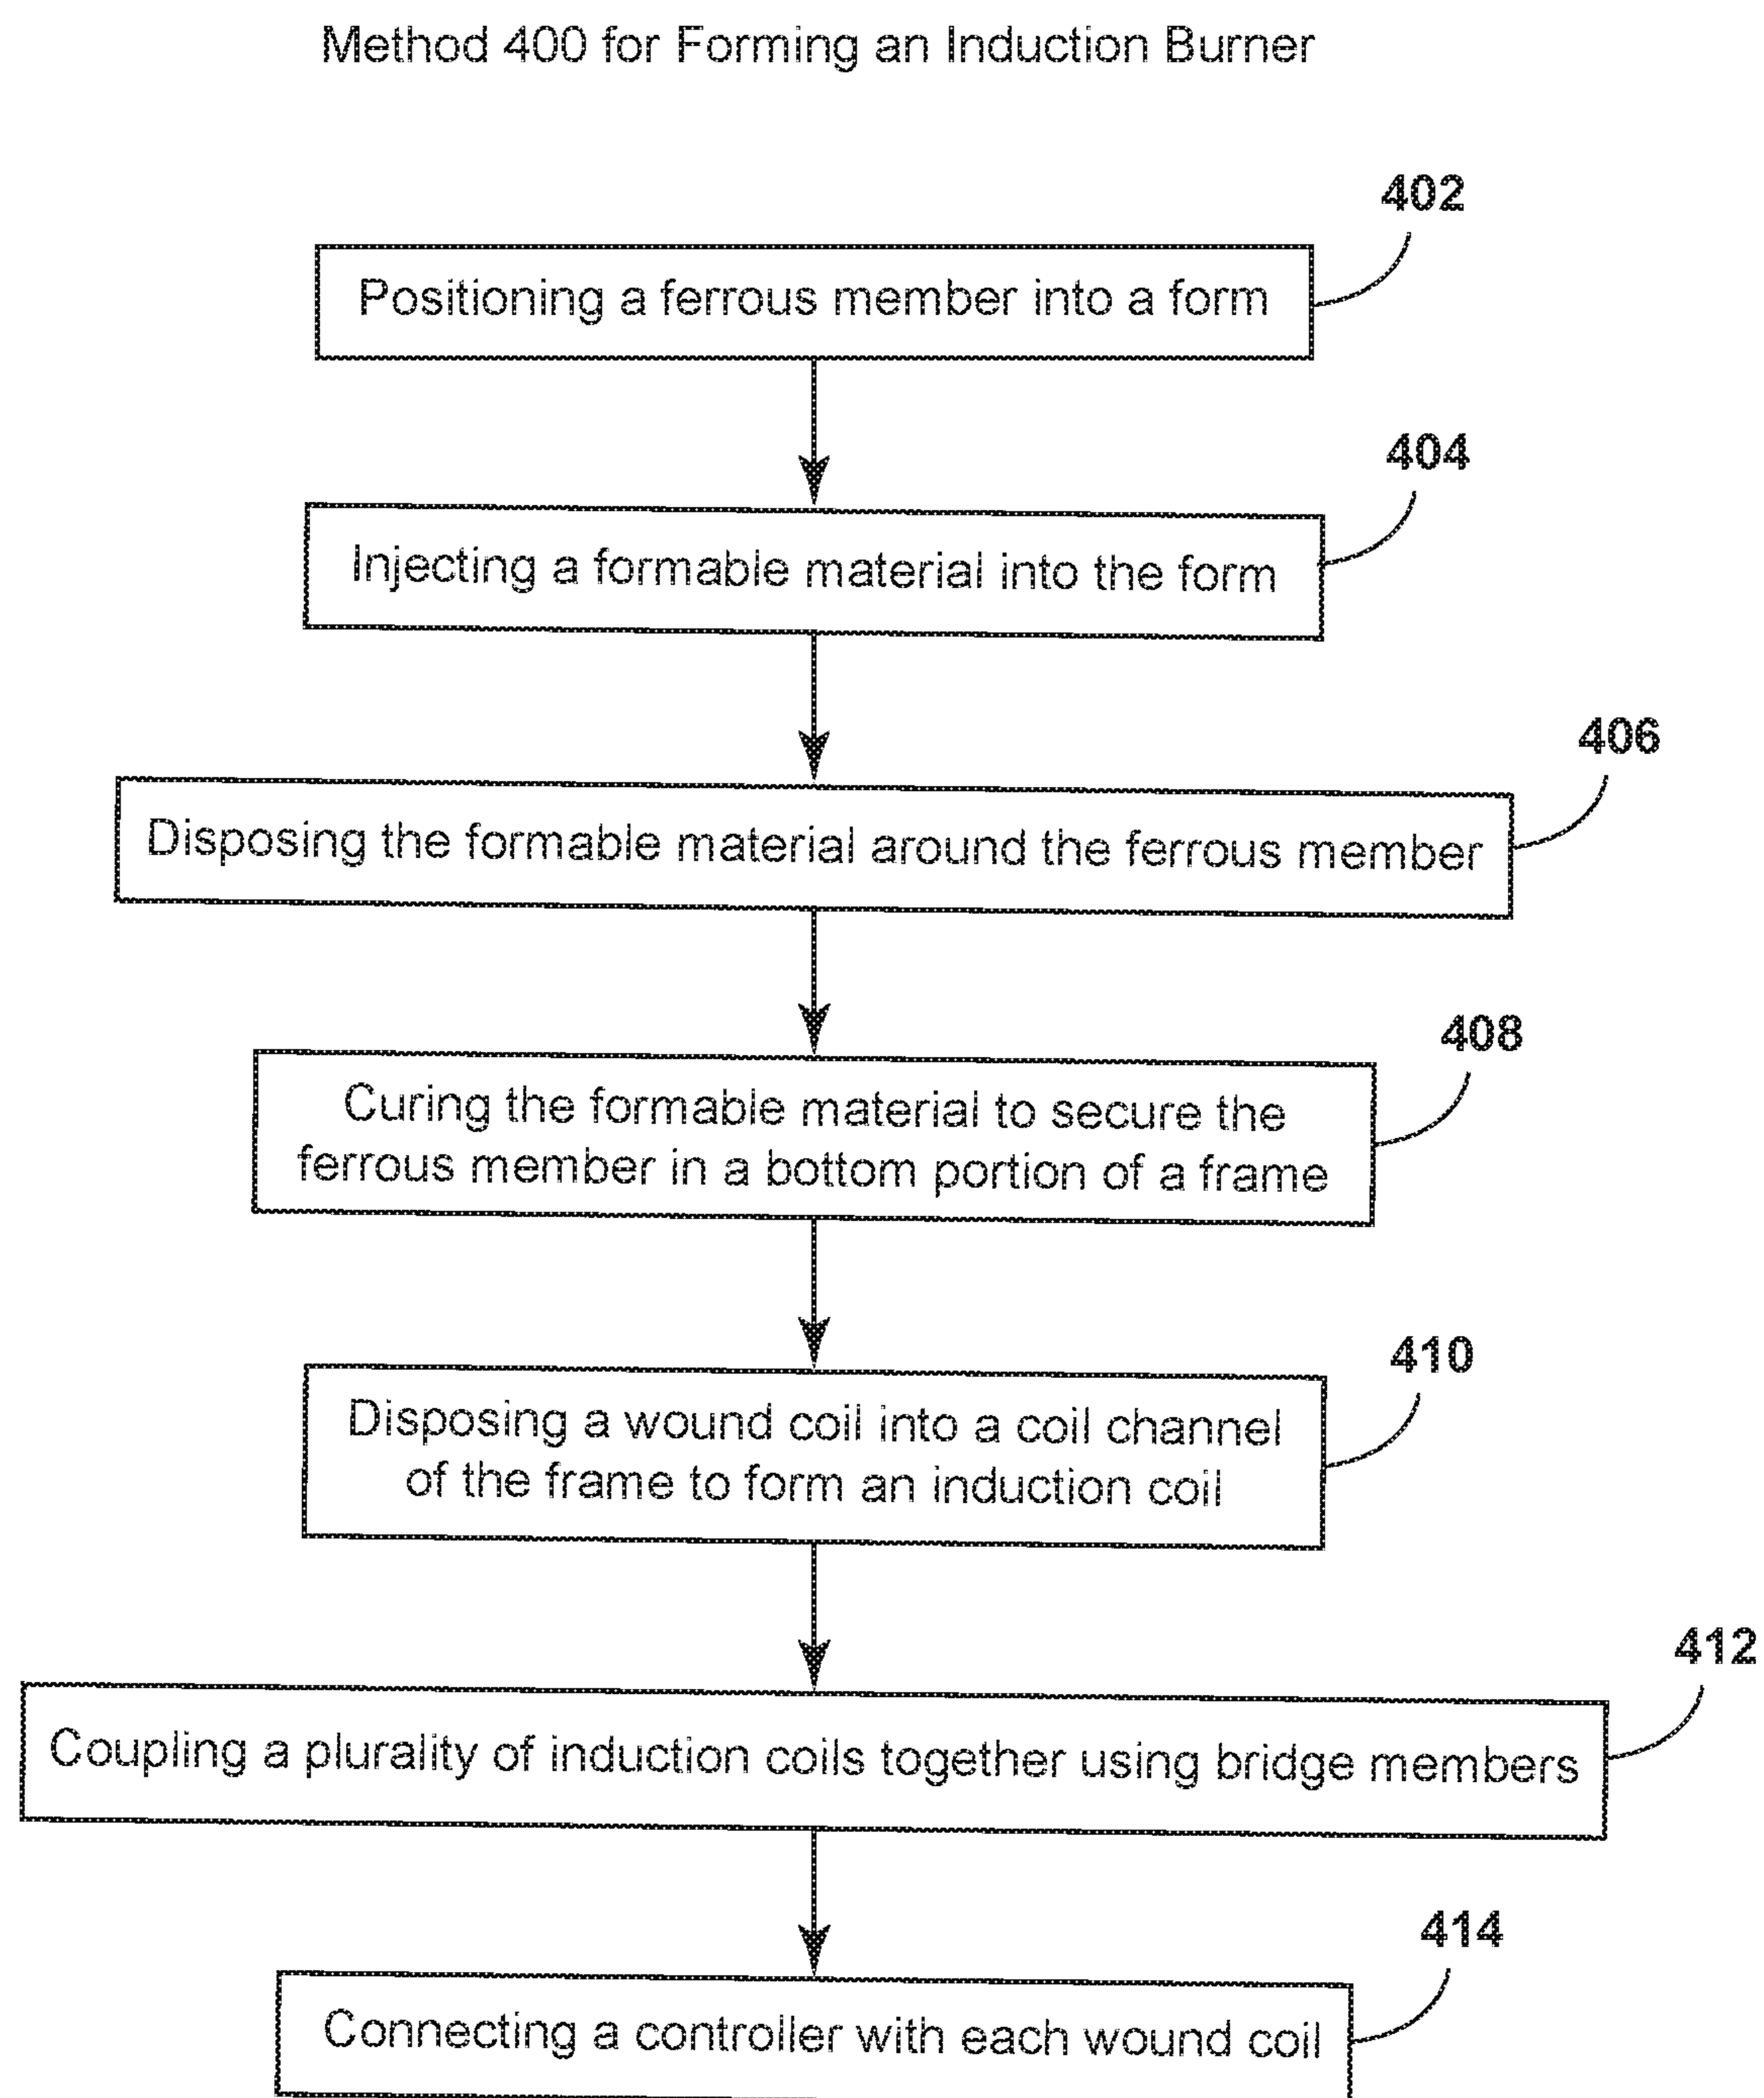 Method 400 for Forming an Induction Burner
402
Positioning a ferrous member into a form
404
Injecting a formable material into the form
406
Disposing the formable material around the ferrous member
408
Curing the formable material to secure the
ferrous member in a bottom portion of a frame
410
Disposing a wound coil into a coil channel
of the frame to form an induction coil
412
Coupling a plurality of induction coils together using bridge members
414
Connecting a controller with each wound coil